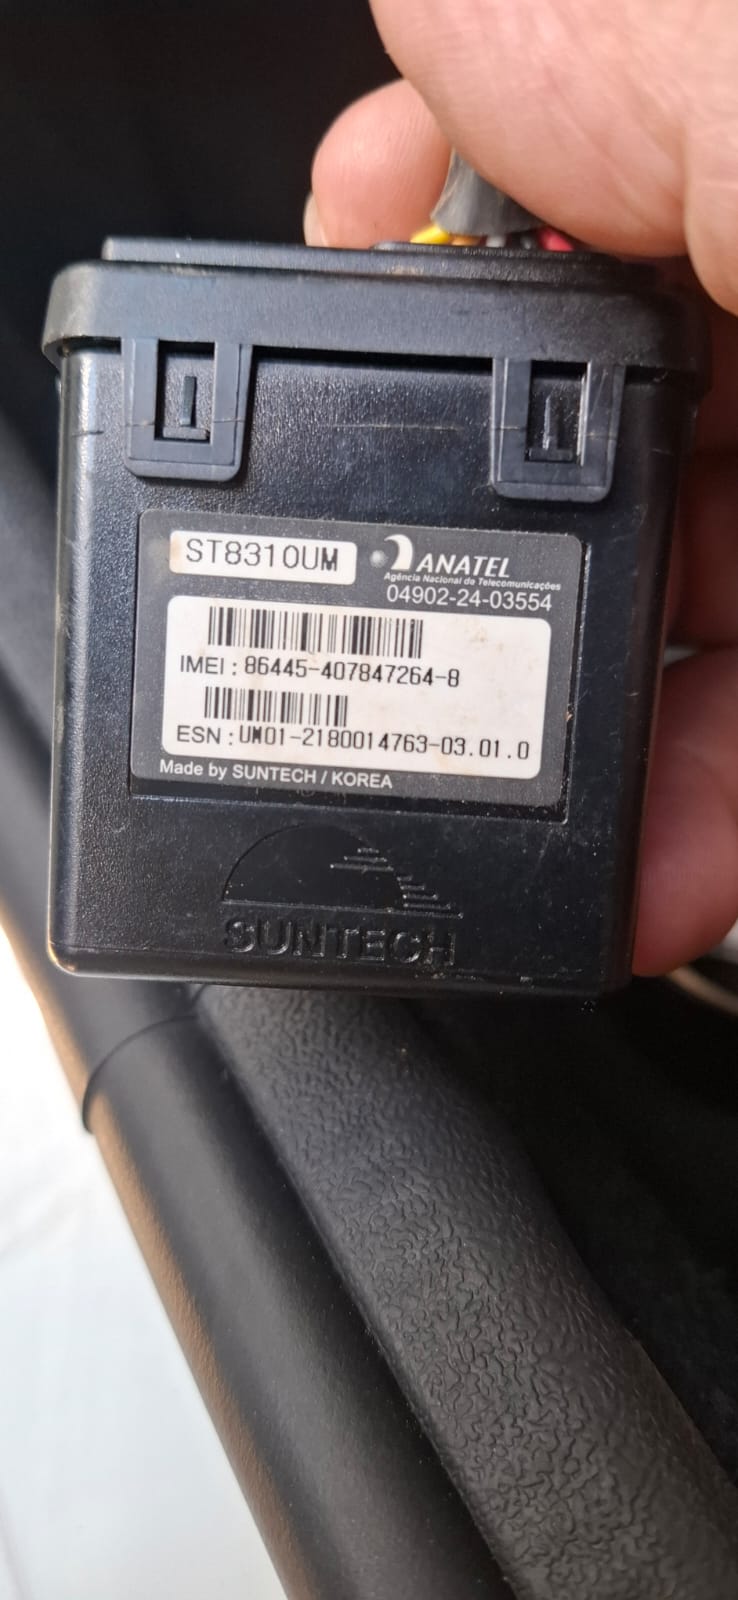 ST8310UM
ANATEL
Agência Nacional de Telecomunicações
04902-24-03554
IMEI : 86445-407847264-8
ESN : UM01-2180014763-03.01.0
Made by SUNTECH / KOREA
SUNTECH